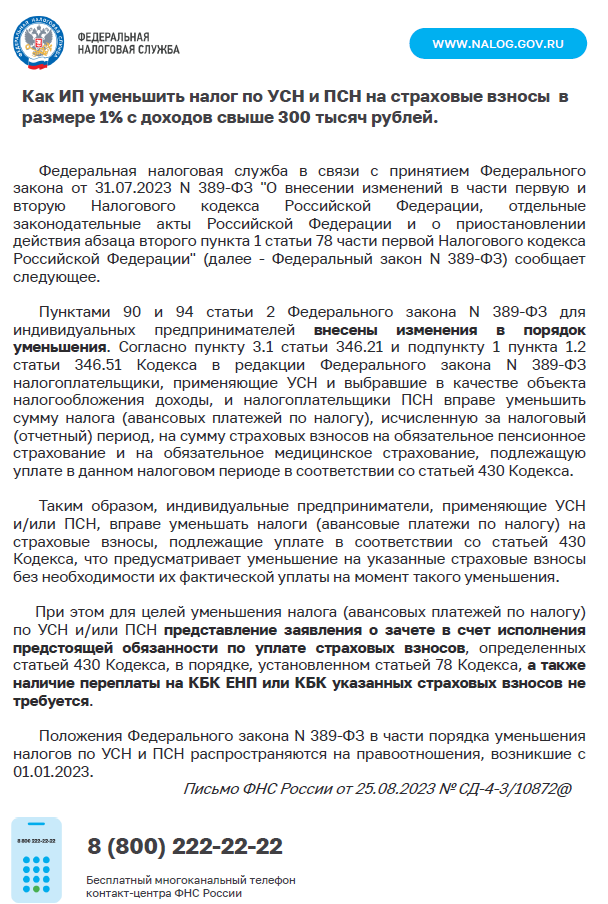 ФЕДЕРАЛЬНАЯ
НАЛОГОВАЯ СЛУЖБА
WWW.NALOG.GOV.RU
Как ИП уменьшить налог по УСН и ПСН на страховые взносы в
размере 1% с доходов свыше 300 тысяч рублей.
Федеральная налоговая служба в связи с принятием Федерального
закона от 31.07.2023 N 389-ФЗ "О внесении изменений в части первую и
вторую Налогового кодекса Российской Федерации, отдельные
законодательные акты Российской Федерации и о приостановлении
действия абзаца второго пункта 1 статьи 78 части первой Налогового кодекса
Российской Федерации" (далее - Федеральный закон N 389-ФЗ) сообщает
следующее.
Пунктами 90 и 94 статьи 2 Федерального закона N 389-ФЗ для
индивидуальных предпринимателей внесены изменения в порядок
уменьшения. Согласно пункту 3.1 статьи 346.21 и подпункту 1 пункта 1.2
статьи 346.51 Кодекса в редакции Федерального закона N 389-ФЗ
налогоплательщики, применяющие УСН и выбравшие в качестве объекта
налогообложения доходы, и налогоплательщики ПСН вправе уменьшить
сумму налога (авансовых платежей по налогу), исчисленную за налоговый
(отчетный) период, на сумму страховых взносов на обязательное пенсионное
страхование и на обязательное медицинское страхование, подлежащую
уплате в данном налоговом периоде в соответствии со статьей 430 Кодекса.
Таким образом, индивидуальные предприниматели, применяющие УСН
и/или ПСН, вправе уменьшать налоги (авансовые платежи по налогу) на
страховые взносы, подлежащие уплате в соответствии со статьей 430
Кодекса, что предусматривает уменьшение на указанные страховые взносы
без необходимости их фактической уплаты на момент такого уменьшения.
При этом для целей уменьшения налога (авансовых платежей по налогу)
по УСН и/или ПСН представление заявления о зачете в счет исполнения
предстоящей обязанности по уплате страховых взносов, определенных
статьей 430 Кодекса, в порядке, установленном статьей 78 Кодекса, а также
наличие переплаты на КБК ЕНП или КБК указанных страховых взносов не
требуется.
Положения Федерального закона N 389-ФЗ в части порядка уменьшения
налогов по УСН и ПСН распространяются на правоотношения, возникшие с
01.01.2023.
Письмо ФНС России от 25.08.2023 № СД-4-3/10872@
8 800 222-22-22
8 (800) 222-22-22
Бесплатный многоканальный телефон
контакт-центра ФНС России